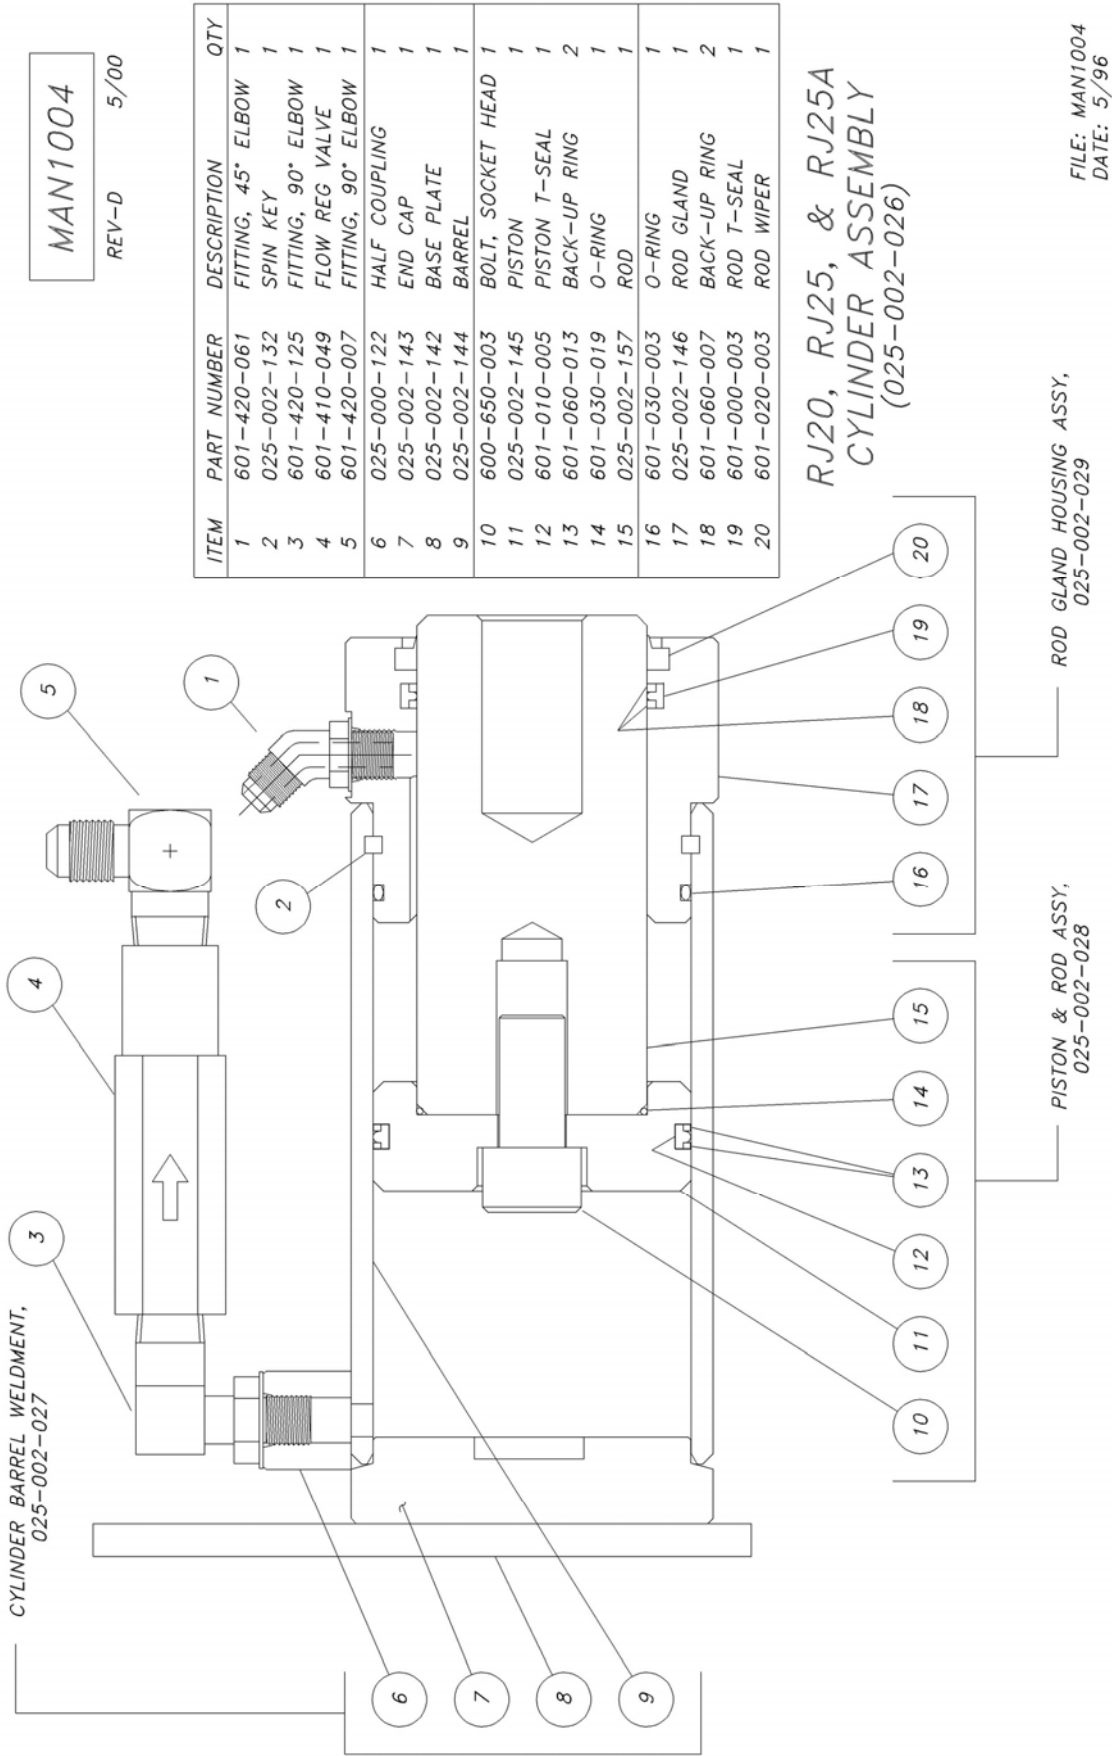 MAN1004
REV-D 5/00
ITEM PART NUMBER DESCRIPTION QTY
1 601-420-061 FITTING, 45° ELBOW 1
2 025-002-132 SPIN KEY 1
3 601-420-125 FITTING, 90° ELBOW 1
4 601-410-049 FLOW REG VALVE 1
5 601-420-007 FITTING, 90° ELBOW 1
6 025-000-122 HALF COUPLING 1
7 025-002-143 END CAP 1
8 025-002-142 BASE PLATE 1
9 025-002-144 BARREL 1
10 600-650-003 BOLT, SOCKET HEAD 1
11 025-002-145 PISTON 1
12 601-010-005 PISTON T-SEAL 1
13 601-060-013 BACK-UP RING 2
14 601-030-019 O-RING 1
15 025-002-157 ROD 1
16 601-030-003 O-RING 1
17 025-002-146 ROD GLAND 1
18 601-060-007 BACK-UP RING 2
19 601-000-003 ROD T-SEAL 1
20 601-020-003 ROD WIPER 1
RJ20, RJ25, & RJ25A
CYLINDER ASSEMBLY
(025-002-026)
FILE: MAN1004
DATE: 5/96
CYLINDER BARREL WELDMENT,
025-002-027
3
4
5
1
2
6
7
8
9
10
11
12
13
14
15
16
17
18
19
20
PISTON & ROD ASSY,
025-002-028
ROD GLAND HOUSING ASSY,
025-002-029